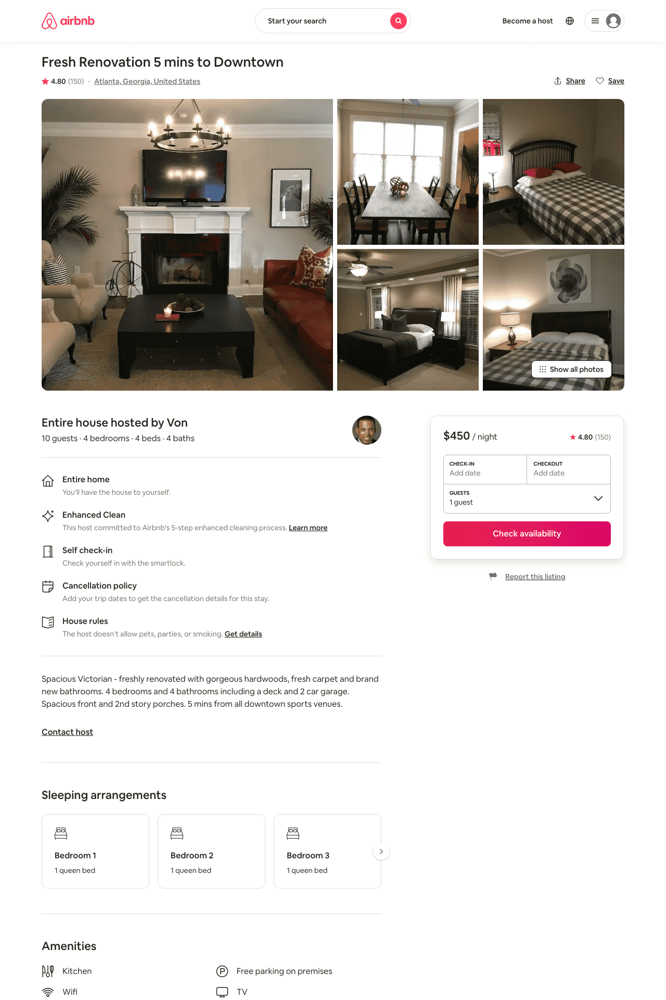 airbnb
Start your search
Become a host
Fresh Renovation 5 mins to Downtown
4.80 (150) · Atlanta, Georgia, United States
Share
Save
Show all photos
Entire house hosted by Von
10 guests · 4 bedrooms · 4 beds · 4 baths
$450 / night
4.80 (150)
CHECK-IN
Add date
CHECKOUT
Add date
GUESTS
1 guest
Check availability
Report this listing
Entire home
You’ll have the house to yourself.
Enhanced Clean
This host committed to Airbnb's 5-step enhanced cleaning process. Learn more
Self check-in
Check yourself in with the smartlock.
Cancellation policy
Add your trip dates to get the cancellation details for this stay.
House rules
The host doesn’t allow pets, parties, or smoking. Get details
Spacious Victorian - freshly renovated with gorgeous hardwoods, fresh carpet and brand
new bathrooms. 4 bedrooms and 4 bathrooms including a deck and 2 car garage.
Spacious front and 2nd story porches. 5 mins from all downtown sports venues.
Contact host
Sleeping arrangements
Bedroom 1
1 queen bed
Bedroom 2
1 queen bed
Bedroom 3
1 queen bed
Amenities
Kitchen
Free parking on premises
Wifi
TV